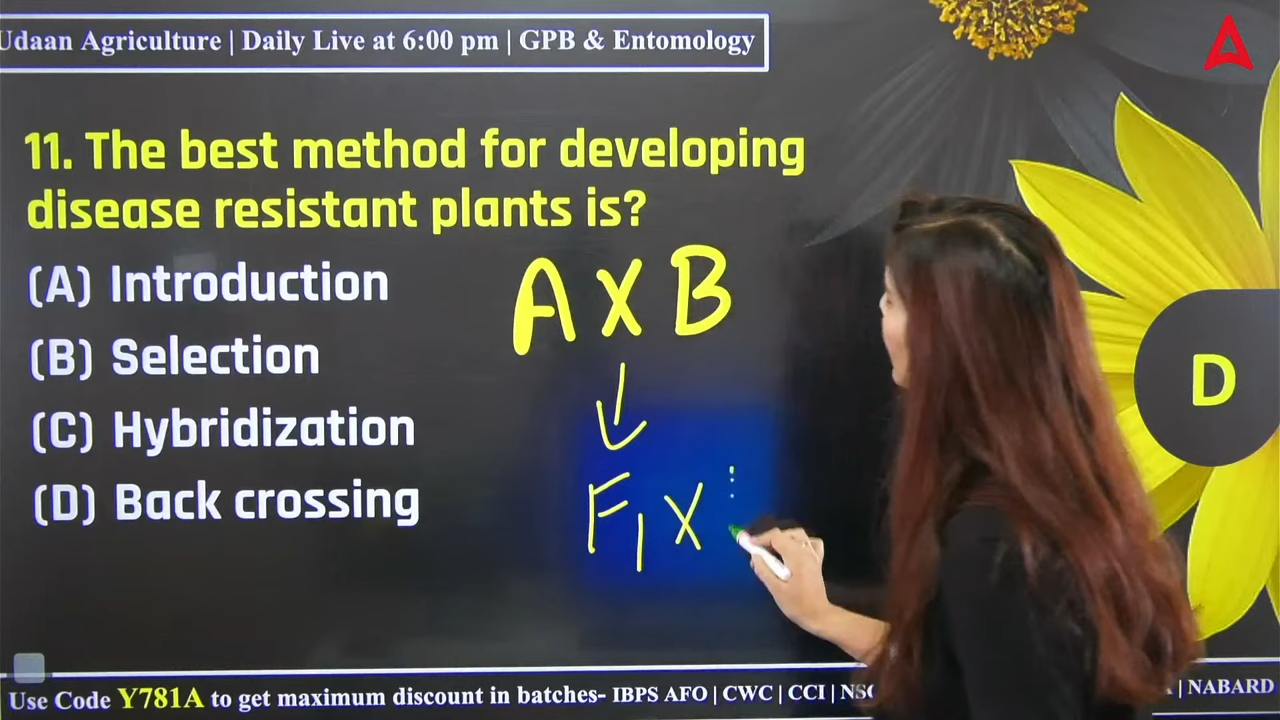 Udaan Agriculture | Daily Live at 6:00 pm | GPB & Entomology
11. The best method for developing
disease resistant plants is?
(A) Introduction
(B) Selection
(C) Hybridization
(D) Back crossing
A X B
F1 X
D
Use Code Y781A to get maximum discount in batches- IBPS AFO | CWC | CCI | | NABARD